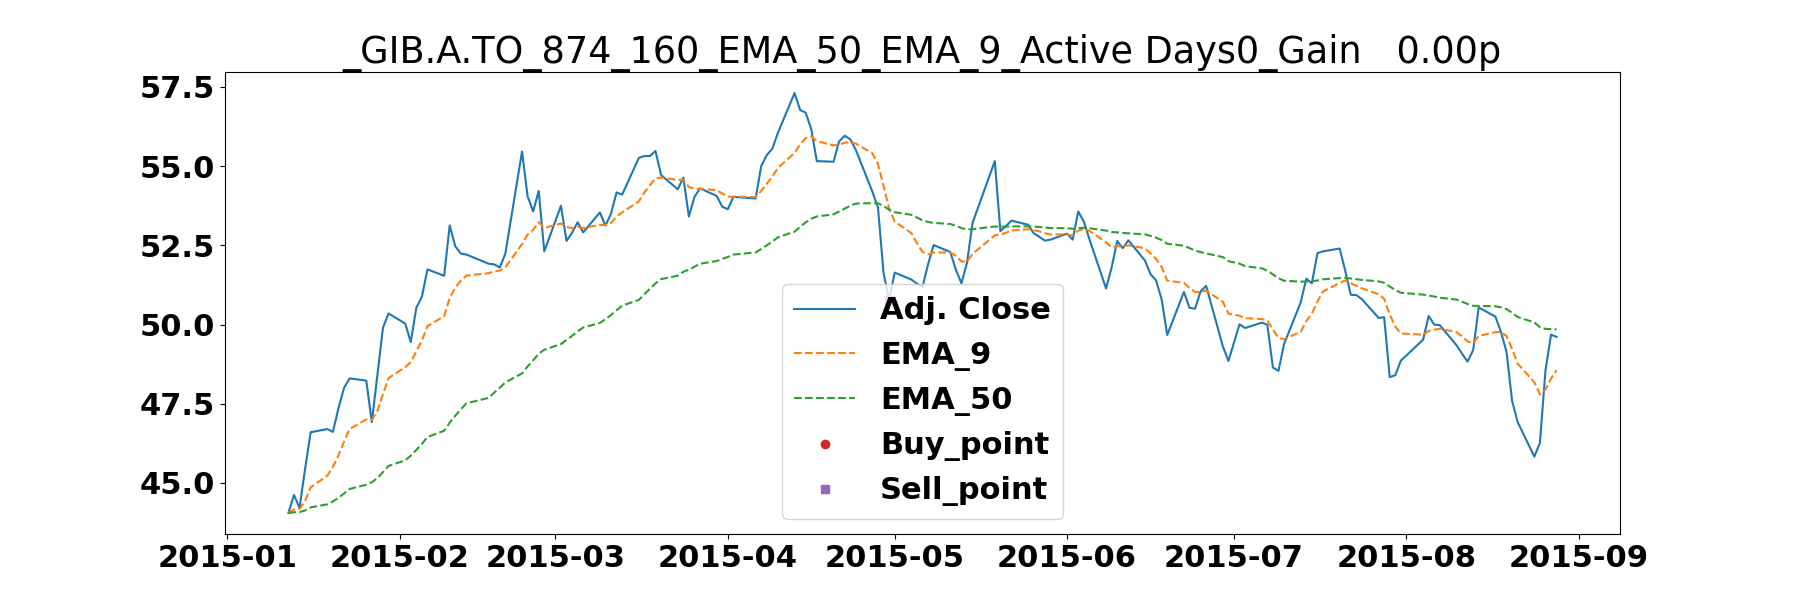 _GIB.A.TO_874_160_EMA_50_EMA_9_Active Days0_Gain   0.00p
57.5
55.0
52.5
50.0
47.5
45.0
Adj. Close
EMA_9
EMA_50
Buy_point
Sell_point
2015-01 2015-02 2015-03 2015-04 2015-05 2015-06 2015-07 2015-08 2015-09